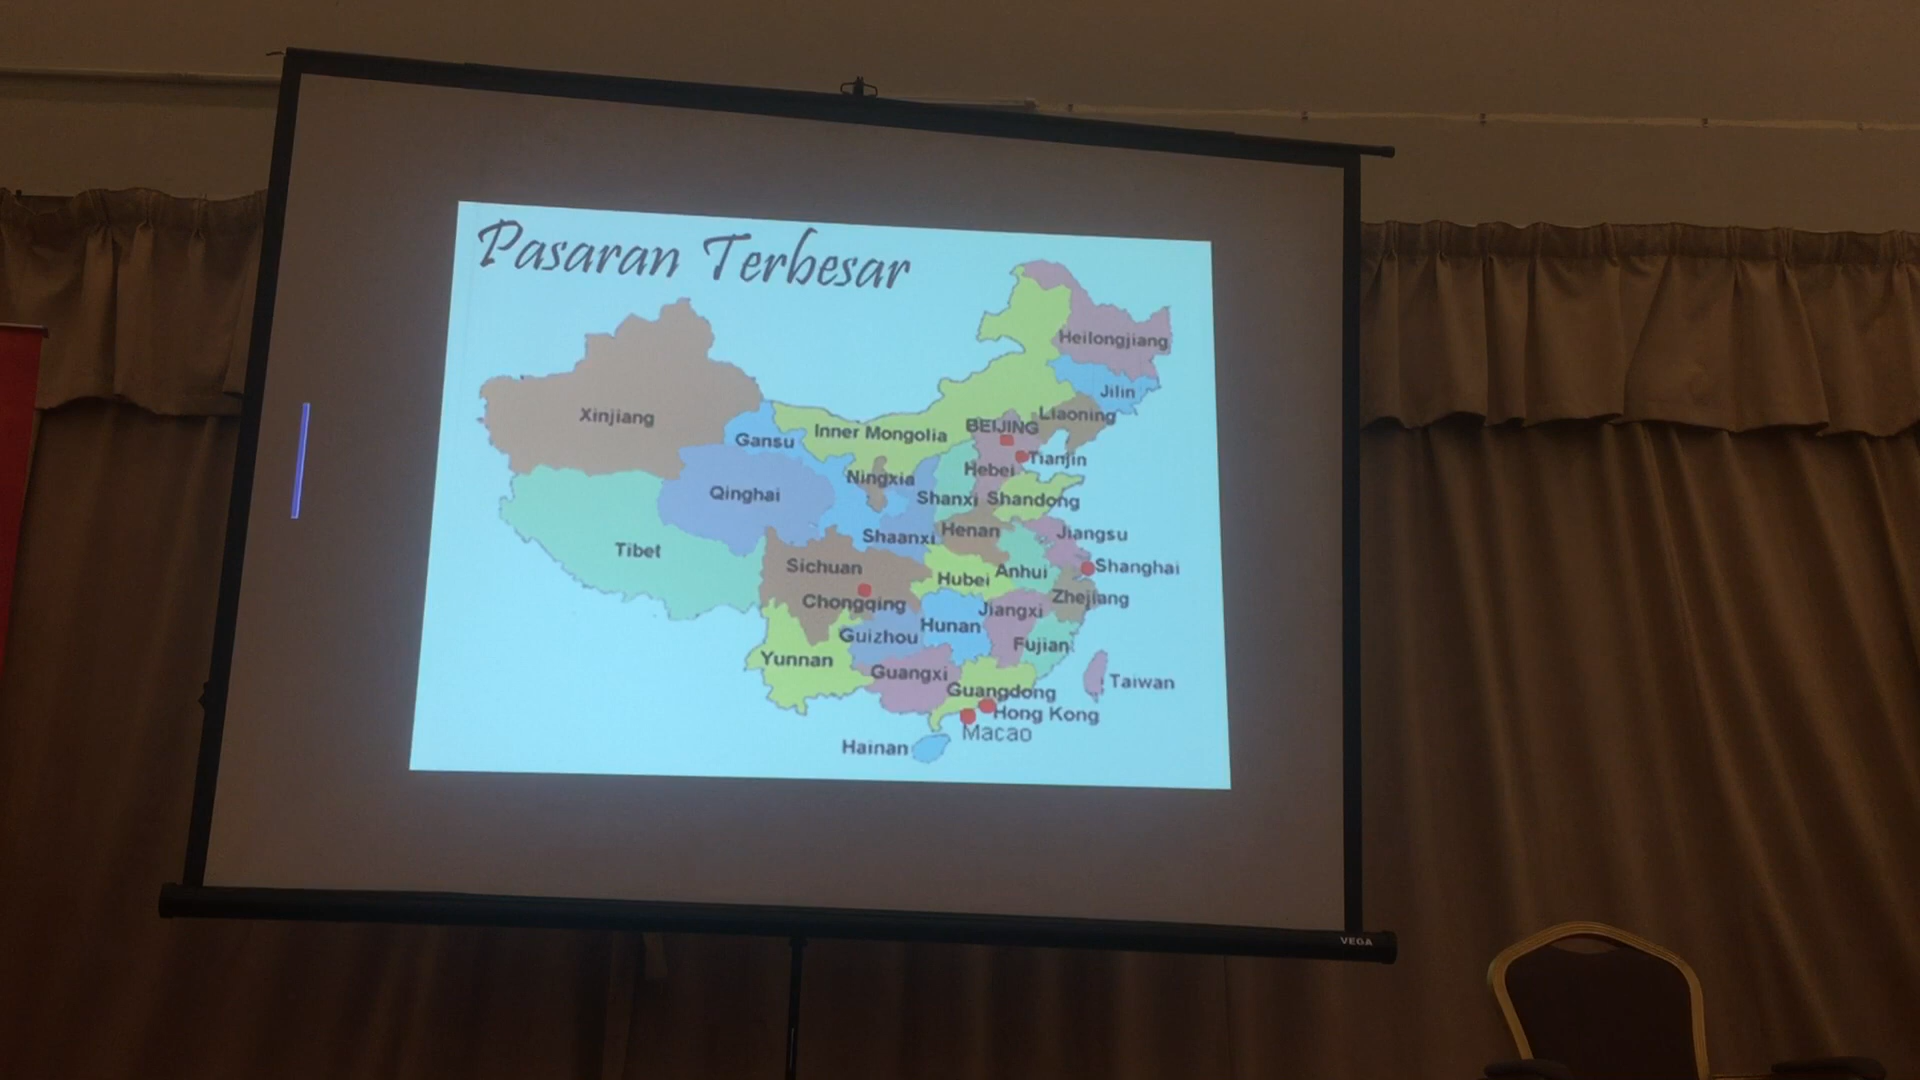 Pasaran Terbesar
Heilongjiang
Jilin
Liaoning
Xinjiang
BEIJING
Inner Mongolia
Gansu
Tianjin
Hebei
Ningxia
Qinghai
Shanxi
Shandong
Henan
Jiangsu
Shaanxi
Tibet
Sichuan
Shanghai
Anhui
Hubei
Zhejiang
Chongqing
Jiangxi
Hunan
Guizhou
Fujian
Yunnan
Guangxi
Taiwan
Guangdong
Hong Kong
Macao
Hainan
VEGA